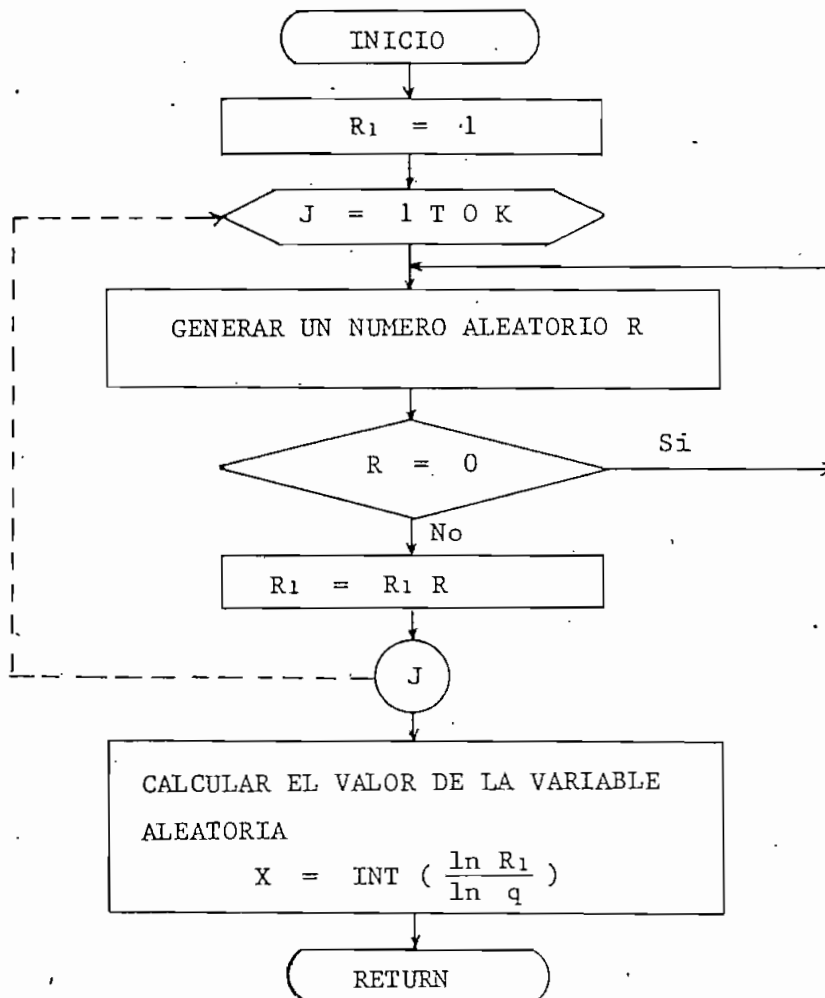 INICIO
R1 = 1
J = 1 T O K
GENERAR UN NUMERO ALEATORIO R
R = 0
Si
No
R1 = R1 R
J
CALCULAR EL VALOR DE LA VARIABLE
ALEATORIA
X = INT ( ln R1 / ln q )
RETURN